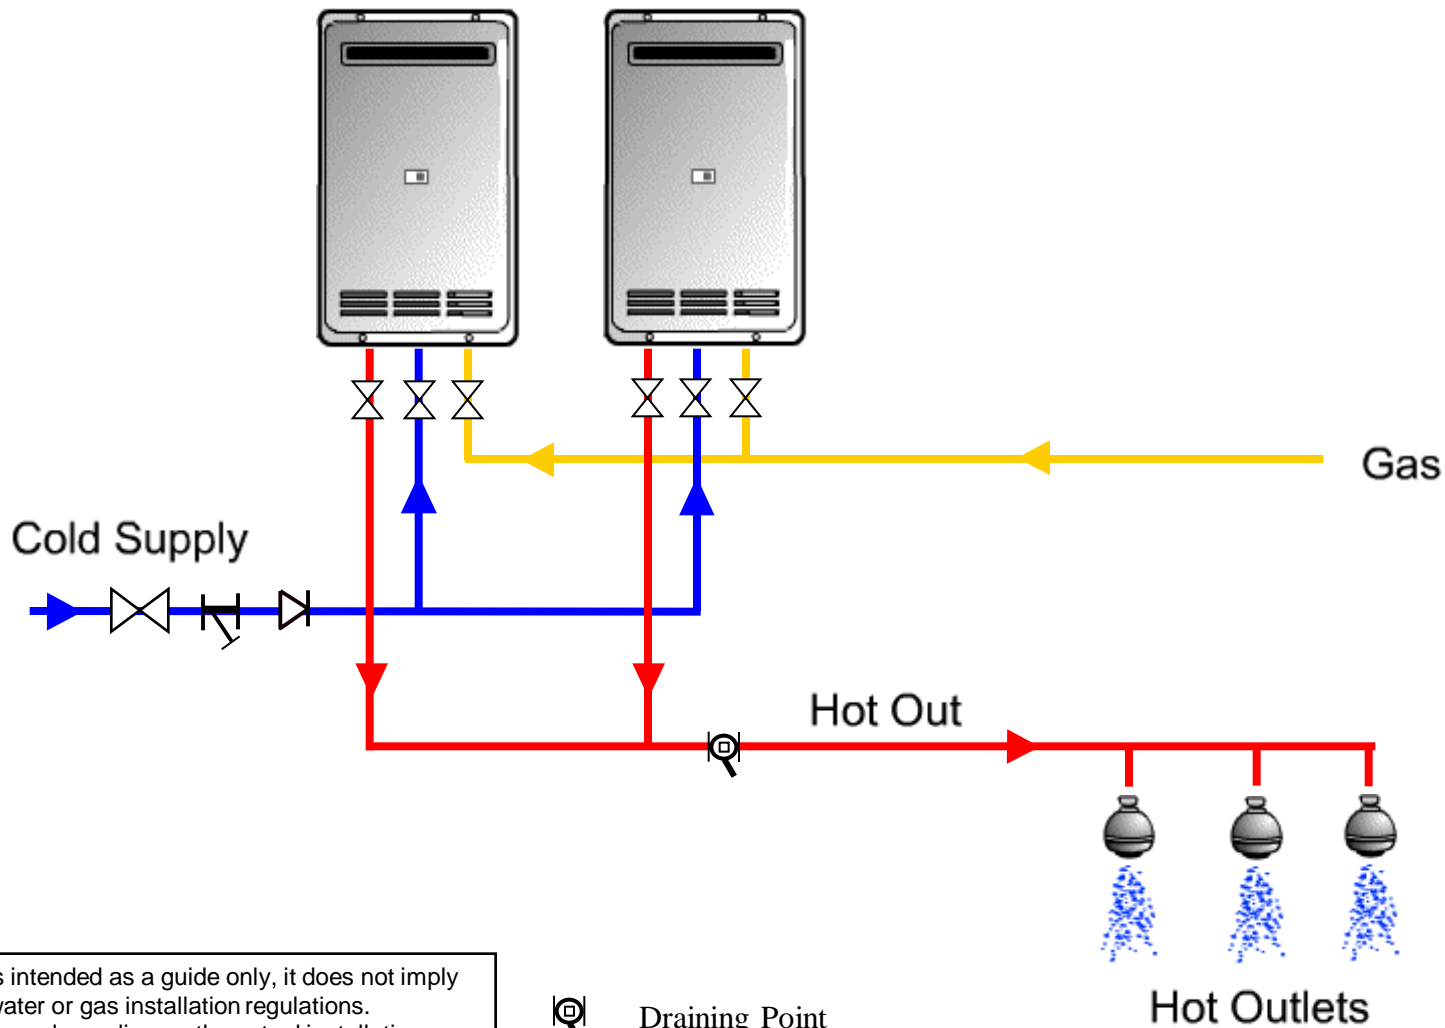 Gas
Cold Supply
Hot Out
Hot Outlets
intended as a guide only, it does not imply
water or gas installation regulations.
Draining Point